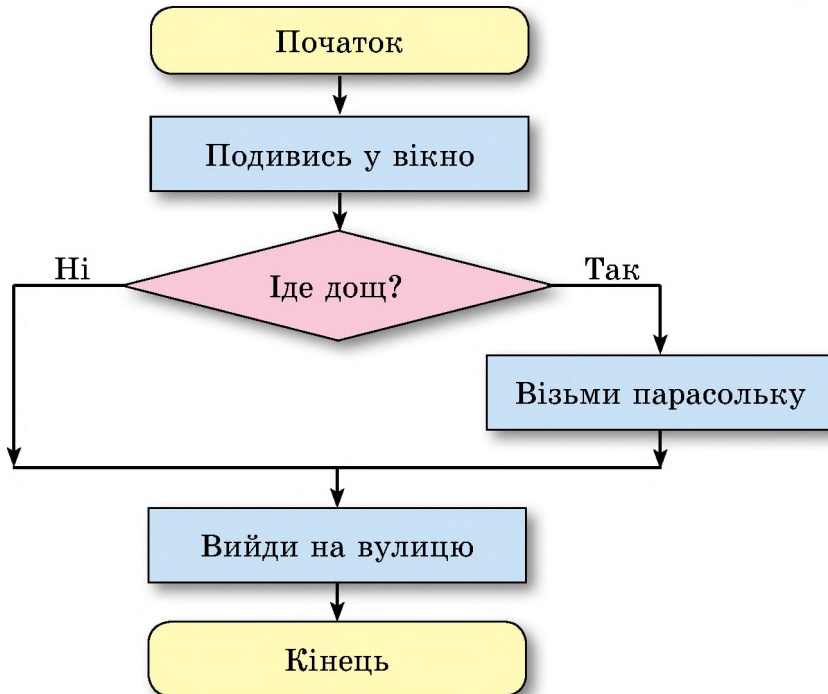 Початок
Подивись у вікно
Ні
Іде дощ?
Так
Візьми парасольку
Вийди на вулицю
Кінець